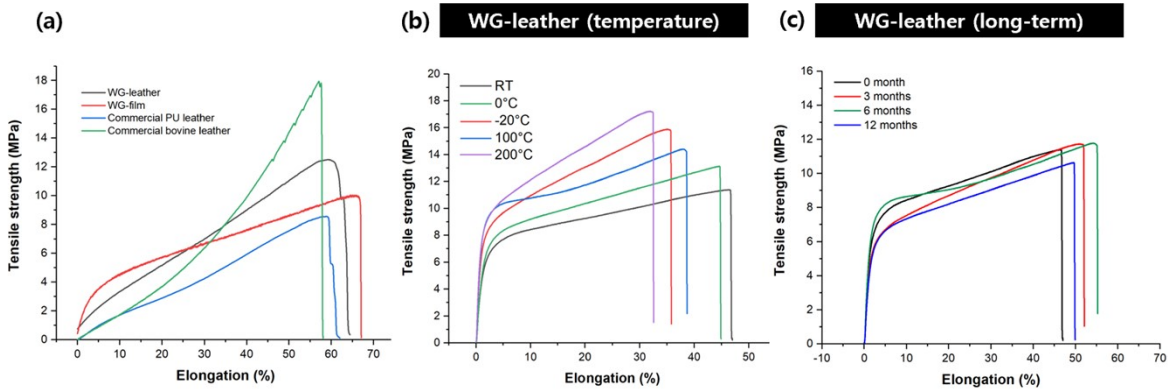 (a)
Tensile strength (MPa)
18
16
14
12
10
8
6
4
2
0
0 10 20 30 40 50 60 70
Elongation (%)
WG-leather
WG-film
Commercial PU leather
Commercial bovine leather
(b)
WG-leather (temperature)
Tensile strength (MPa)
20
18
16
14
12
10
8
6
4
2
0
0 10 20 30 40 50
Elongation (%)
RT
0°C
-20°C
100°C
200°C
(c)
WG-leather (long-term)
Tensile strength (MPa)
16
14
12
10
8
6
4
2
0
-10 0 10 20 30 40 50 60 70
Elongation (%)
0 month
3 months
6 months
12 months